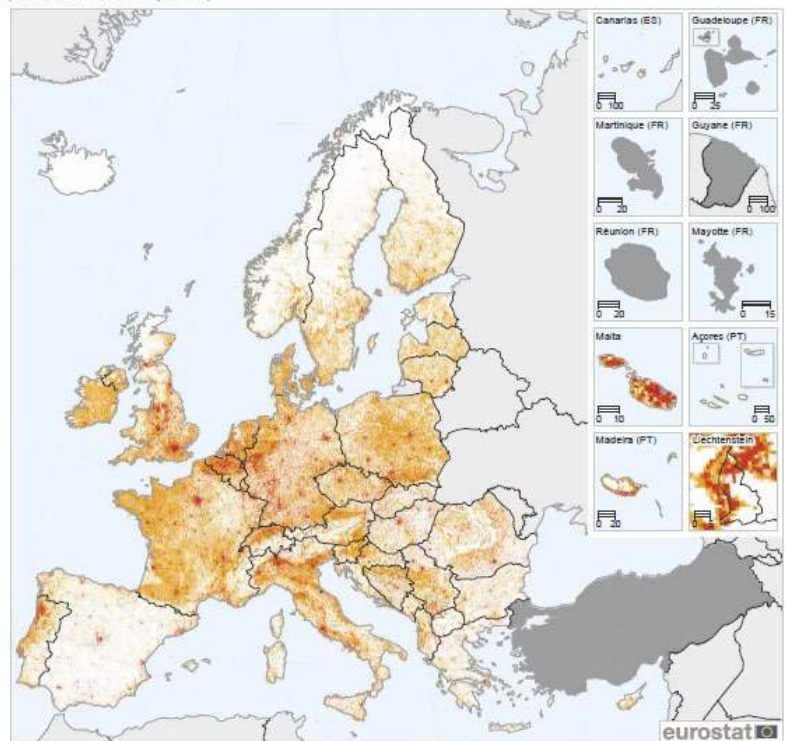 Canarias (ES)
0 100
Guadeloupe (FR)
0 25
Martinique (FR)
0 20
Guyane (FR)
0 100
Réunion (FR)
0 20
Mayotte (FR)
0 15
Malta
0 10
Açores (PT)
0 50
Madeira (PT)
0 20
Liechtenstein
eurostat